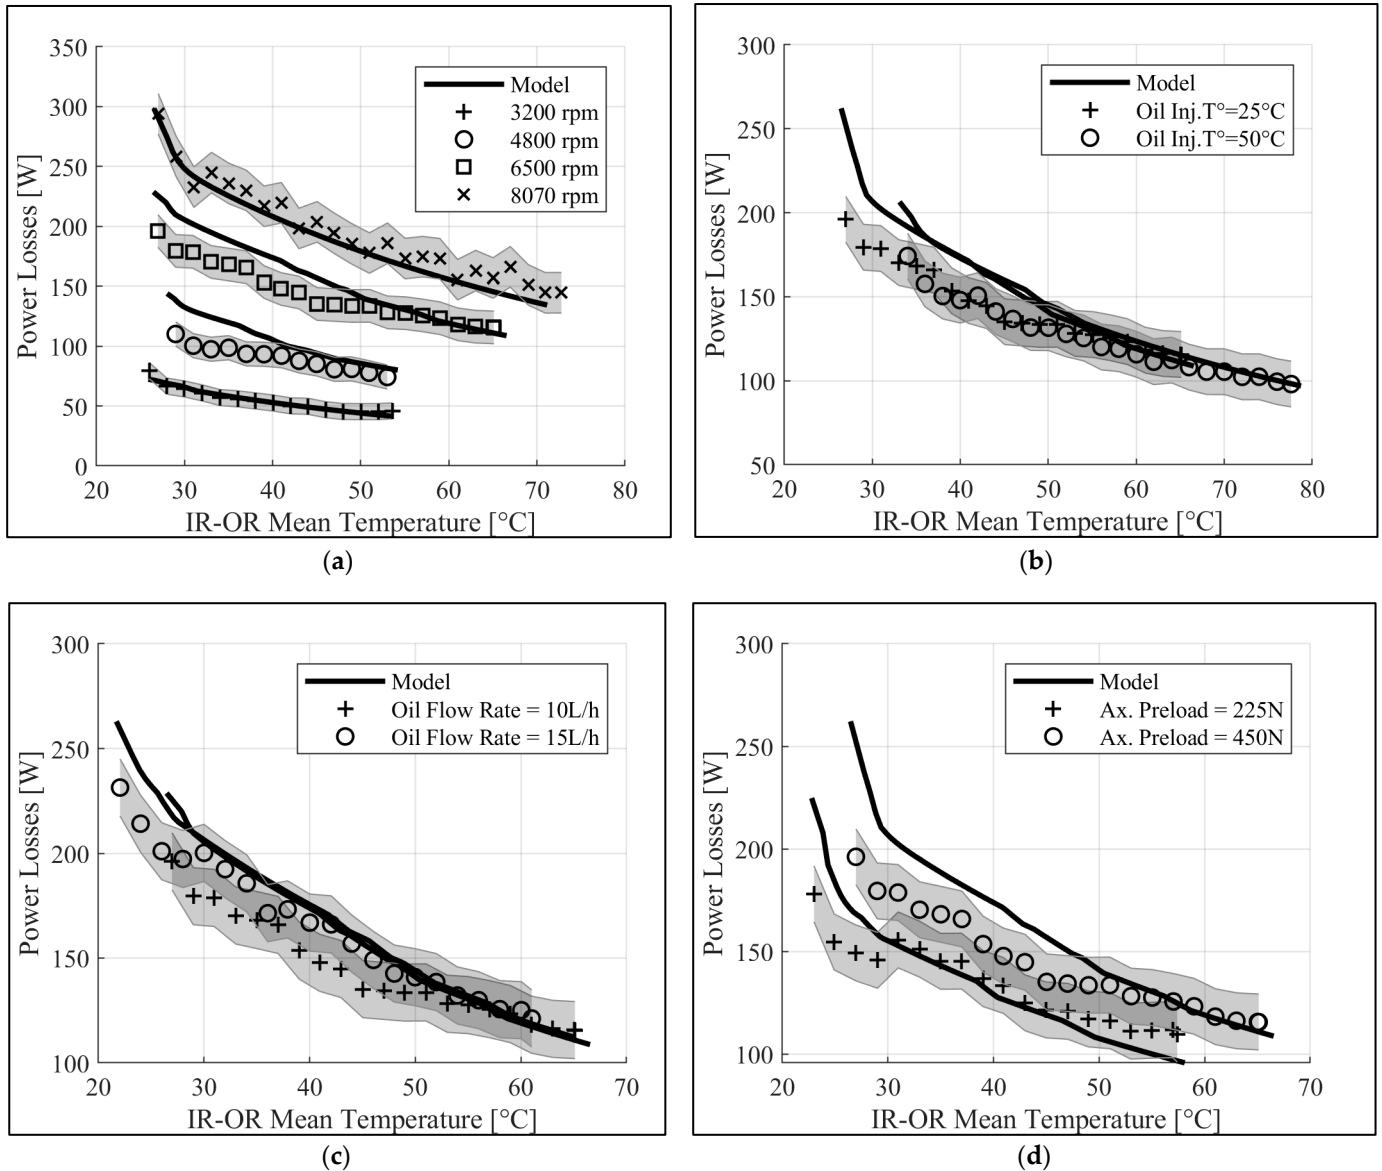 350
300
250
200
150
100
50
0
Power Losses [W]
Model
3200 rpm
4800 rpm
6500 rpm
8070 rpm
20 30 40 50 60 70 80
IR-OR Mean Temperature [°C]
(a)
300
250
200
150
100
50
Power Losses [W]
Model
Oil Inj.T°=25°C
Oil Inj.T°=50°C
20 30 40 50 60 70 80
IR-OR Mean Temperature [°C]
(b)
300
250
200
150
100
Power Losses [W]
Model
Oil Flow Rate = 10L/h
Oil Flow Rate = 15L/h
20 30 40 50 60 70
IR-OR Mean Temperature [°C]
(c)
300
250
200
150
100
Power Losses [W]
Model
Ax. Preload = 225N
Ax. Preload = 450N
20 30 40 50 60 70
IR-OR Mean Temperature [°C]
(d)